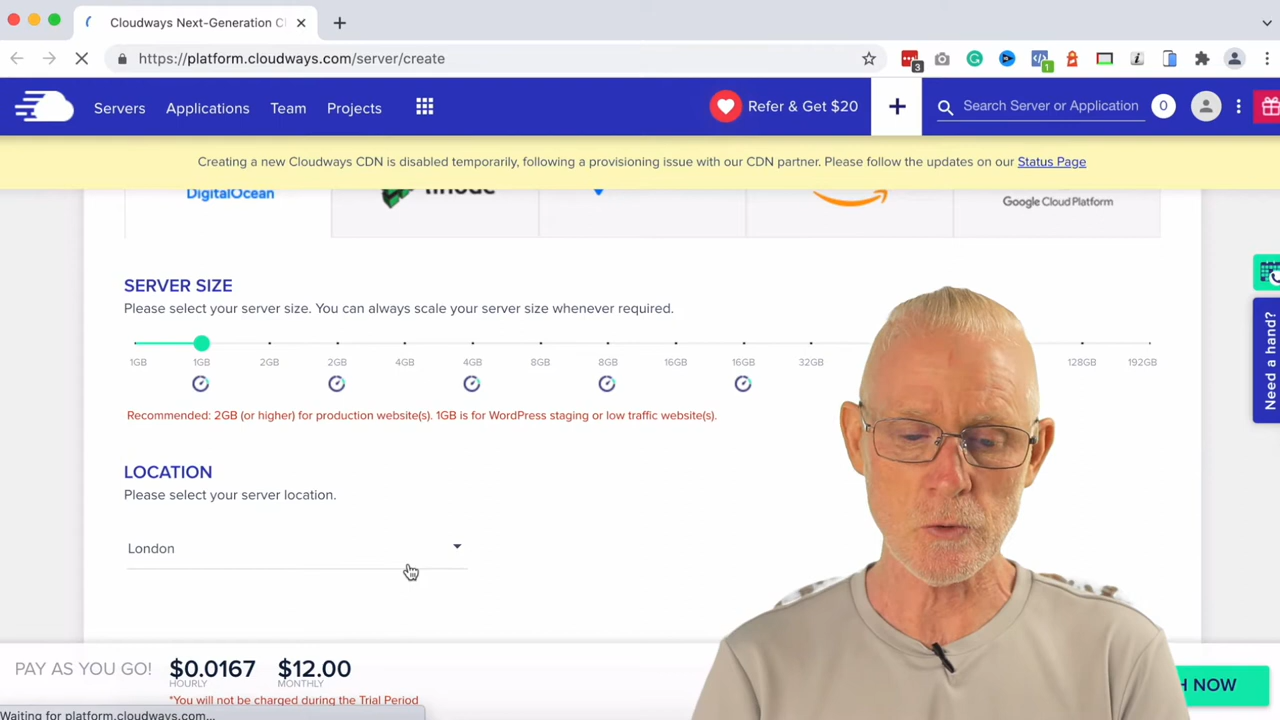 Cloudways Next-Generation C
https://platform.cloudways.com/server/create
3
1
Servers Applications Team Projects
Refer & Get $20
+
Search Server or Application
0
Creating a new Cloudways CDN is disabled temporarily, following a provisioning issue with our CDN partner. Please follow the updates on our Status Page
DigitalOcean
linode
Google Cloud Platform
SERVER SIZE
Please select your server size. You can always scale your server size whenever required.
1GB 1GB 2GB 2GB 4GB 4GB 8GB 8GB 16GB 16GB 32GB 128GB 192GB
Recommended: 2GB (or higher) for production website(s). 1GB is for WordPress staging or low traffic website(s).
Need a hand?
LOCATION
Please select your server location.
London
PAY AS YOU GO! $0.0167 $12.00
HOURLY MONTHLY
*You will not be charged during the Trial Period
H NOW
Waiting for platform.cloudways.com...